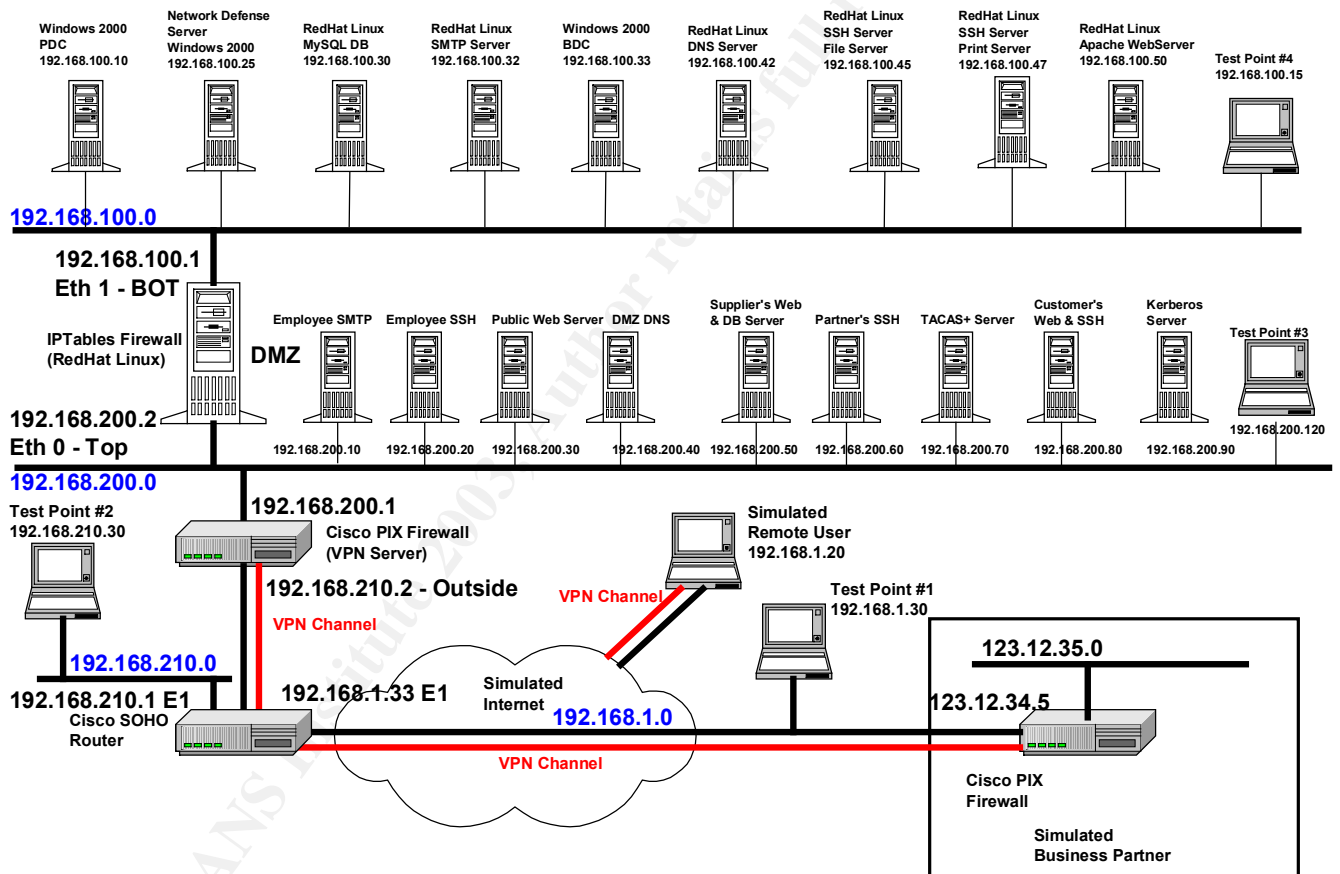 Windows 2000
PDC
192.168.100.10
Network Defense
Server
Windows 2000
192.168.100.25
RedHat Linux
MySQL DB
192.168.100.30
RedHat Linux
SMTP Server
192.168.100.32
Windows 2000
BDC
192.168.100.33
RedHat Linux
DNS Server
192.168.100.42
RedHat Linux
SSH Server
File Server
192.168.100.45
RedHat Linux
SSH Server
Print Server
192.168.100.47
RedHat Linux
Apache WebServer
192.168.100.50
Test Point #4
192.168.100.15
192.168.100.0
192.168.100.1
Eth 1 - BOT
IPTables Firewall
(RedHat Linux)
DMZ
192.168.200.2
Eth 0 - Top
Employee SMTP
192.168.200.10
Employee SSH
192.168.200.20
Public Web Server
192.168.200.30
DMZ DNS
192.168.200.40
Supplier's Web
& DB Server
192.168.200.50
Partner's SSH
192.168.200.60
TACAS+ Server
192.168.200.70
Customer's
Web & SSH
192.168.200.80
Kerberos
Server
192.168.200.90
Test Point #3
192.168.200.120
192.168.200.0
Test Point #2
192.168.210.30
192.168.200.1
Cisco PIX Firewall
(VPN Server)
192.168.210.2 - Outside
VPN Channel
192.168.210.0
192.168.210.1 E1
Cisco SOHO
Router
192.168.1.33 E1
Simulated
Internet
192.168.1.0
VPN Channel
VPN Channel
Simulated
Remote User
192.168.1.20
Test Point #1
192.168.1.30
123.12.35.0
123.12.34.5
Cisco PIX
Firewall
Simulated
Business Partner
ANS Institute 2003, Author retains full